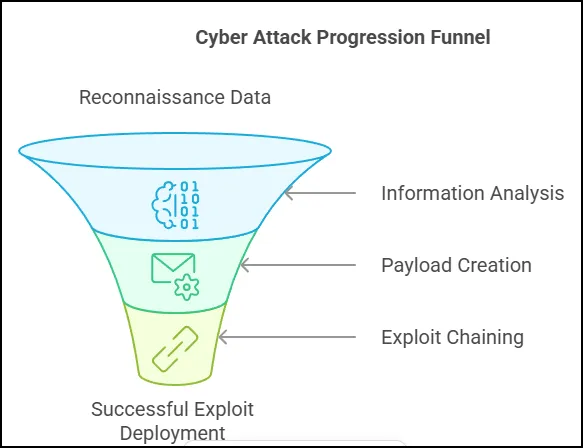 Cyber Attack Progression Funnel
Reconnaissance Data
01
10
Information Analysis
01
01
Payload Creation
Exploit Chaining
Successful Exploit
Deployment